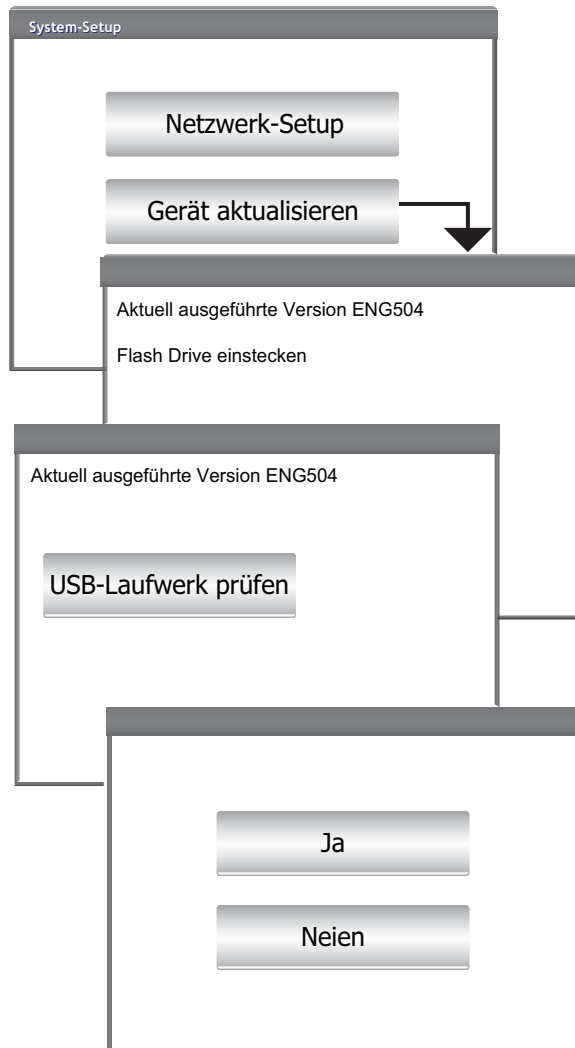 System-Setup
Netzwerk-Setup
Gerät aktualisieren
Aktuell ausgeführte Version ENG504
Flash Drive einstecken
Aktuell ausgeführte Version ENG504
USB-Laufwerk prüfen
Ja
Neien